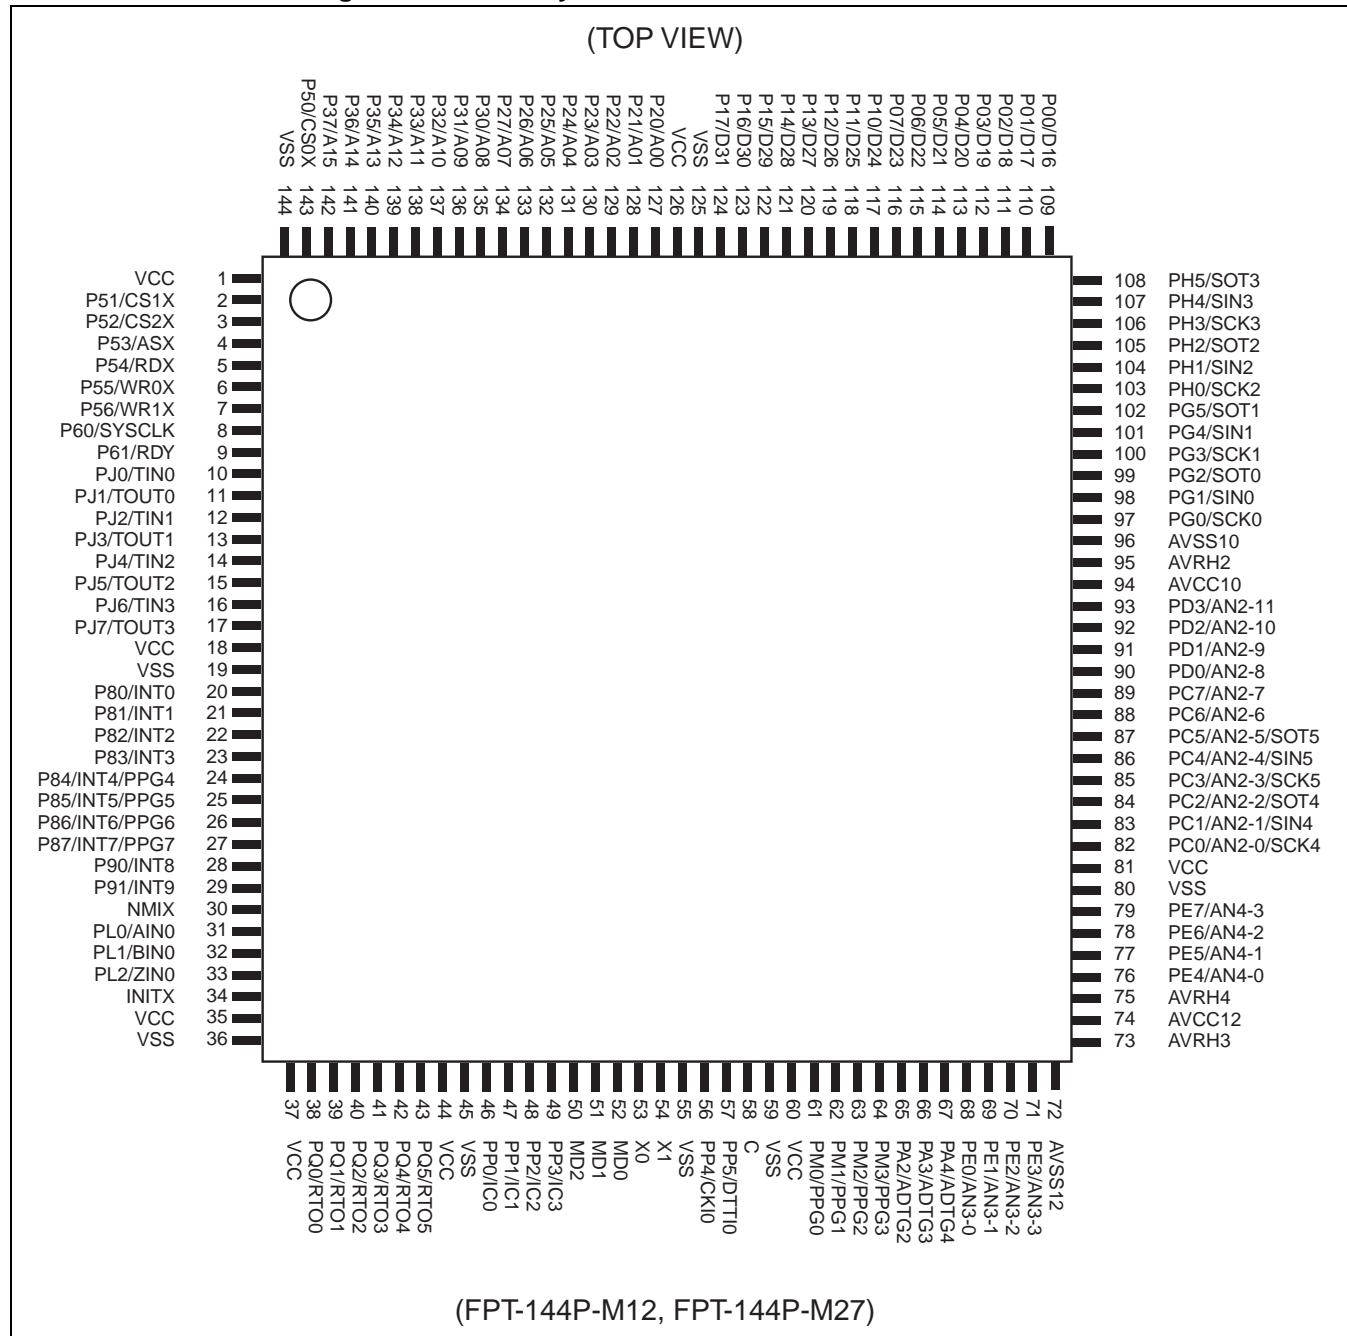 (TOP VIEW)
VSS 144
P50/CS0X 143
P37/A15 142
P36/A14 141
P35/A13 140
P34/A12 139
P33/A11 138
P32/A10 137
P31/A09 136
P30/A08 135
P27/A07 134
P26/A06 133
P25/A05 132
P24/A04 131
P23/A03 130
P22/A02 129
P21/A01 128
P20/A00 127
VCC 126
VSS 125
P17/D31 124
P16/D30 123
P15/D29 122
P14/D28 121
P13/D27 120
P12/D26 119
P11/D25 118
P10/D24 117
P07/D23 116
P06/D22 115
P05/D21 114
P04/D20 113
P03/D19 112
P02/D18 111
P01/D17 110
P00/D16 109
VCC 1
P51/CS1X 2
P52/CS2X 3
P53/ASX 4
P54/RDX 5
P55/WR0X 6
P56/WR1X 7
P60/SYSCLK 8
P61/RDY 9
PJ0/TIN0 10
PJ1/TOUT0 11
PJ2/TIN1 12
PJ3/TOUT1 13
PJ4/TIN2 14
PJ5/TOUT2 15
PJ6/TIN3 16
PJ7/TOUT3 17
VCC 18
VSS 19
P80/INT0 20
P81/INT1 21
P82/INT2 22
P83/INT3 23
P84/INT4/PPG4 24
P85/INT5/PPG5 25
P86/INT6/PPG6 26
P87/INT7/PPG7 27
P90/INT8 28
P91/INT9 29
NMIX 30
PL0/AIN0 31
PL1/BIN0 32
PL2/ZIN0 33
INITX 34
VCC 35
VSS 36
108 PH5/SOT3
107 PH4/SIN3
106 PH3/SCK3
105 PH2/SOT2
104 PH1/SIN2
103 PH0/SCK2
102 PG5/SOT1
101 PG4/SIN1
100 PG3/SCK1
99 PG2/SOT0
98 PG1/SIN0
97 PG0/SCK0
96 AVSS10
95 AVRH2
94 AVCC10
93 PD3/AN2-11
92 PD2/AN2-10
91 PD1/AN2-9
90 PD0/AN2-8
89 PC7/AN2-7
88 PC6/AN2-6
87 PC5/AN2-5/SOT5
86 PC4/AN2-4/SIN5
85 PC3/AN2-3/SCK5
84 PC2/AN2-2/SOT4
83 PC1/AN2-1/SIN4
82 PC0/AN2-0/SCK4
81 VCC
80 VSS
79 PE7/AN4-3
78 PE6/AN4-2
77 PE5/AN4-1
76 PE4/AN4-0
75 AVRH4
74 AVCC12
73 AVRH3
37 VCC
38 PQ0/RTO0
39 PQ1/RTO1
40 PQ2/RTO2
41 PQ3/RTO3
42 PQ4/RTO4
43 PQ5/RTO5
44 VCC
45 VSS
46 PP0/IC0
47 PP1/IC1
48 PP2/IC2
49 PP3/IC3
50 MD2
51 MD1
52 MD0
53 X0
54 X1
55 VSS
56 PP4/CKI0
57 PP5/DTTI0
58 C
59 VSS
60 VCC
61 PM0/PPG0
62 PM1/PPG1
63 PM2/PPG2
64 PM3/PPG3
65 PA2/ADTG2
66 PA3/ADTG3
67 PA4/ADTG4
68 PE0/AN3-0
69 PE1/AN3-1
70 PE2/AN3-2
71 PE3/AN3-3
72 AVSS12
(FPT-144P-M12, FPT-144P-M27)